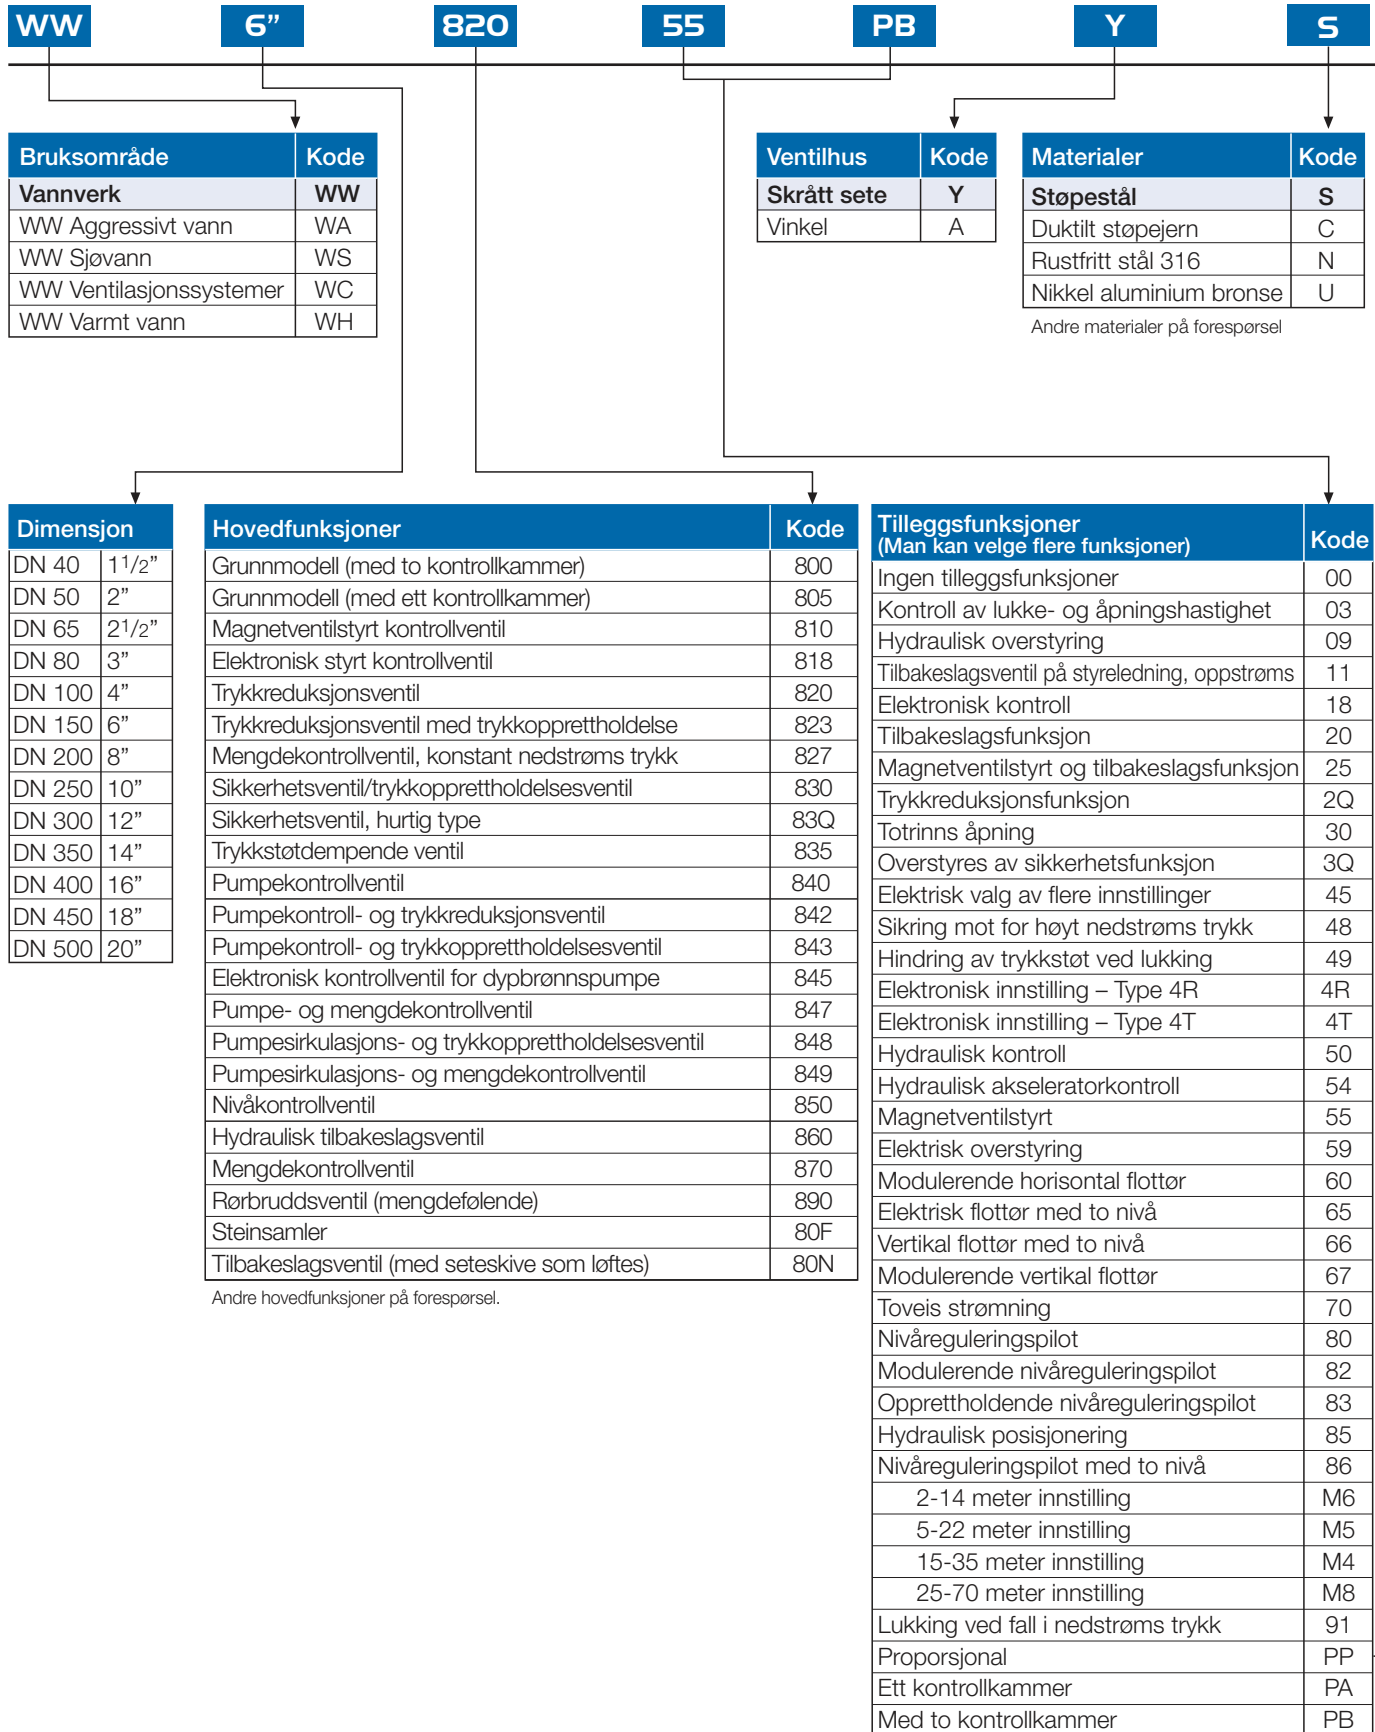 WW 6” 820 55 PB Y S
Bruksområde Kode
Vannverk WW
WW Aggressivt vann WA
WW Sjøvann WS
WW Ventilasjonssystemer WC
WW Varmt vann WH
Ventilhus Kode
Skrått sete Y
Vinkel A
Materialer Kode
Støpestål S
Duktilt støpejern C
Rustfritt stål 316 N
Nikkel aluminium bronse U
Andre materialer på forespørsel
Dimensjon
DN 40 1 1/2”
DN 50 2”
DN 65 2 1/2”
DN 80 3”
DN 100 4”
DN 150 6”
DN 200 8”
DN 250 10”
DN 300 12”
DN 350 14”
DN 400 16”
DN 450 18”
DN 500 20”
Hovedfunksjoner Kode
Grunnmodell (med to kontrollkammer) 800
Grunnmodell (med ett kontrollkammer) 805
Magnetventilstyrt kontrollventil 810
Elektronisk styrt kontrollventil 818
Trykkreduksjonsventil 820
Trykkreduksjonsventil med trykkopprettholdelse 823
Mengdekontrollventil, konstant nedstrøms trykk 827
Sikkerhetsventil/trykkopprettholdelsesventil 830
Sikkerhetsventil, hurtig type 83Q
Trykkstøtdempende ventil 835
Pumpekontrollventil 840
Pumpekontroll- og trykkreduksjonsventil 842
Pumpekontroll- og trykkopprettholdelsesventil 843
Elektronisk kontrollventil for dypbrønnspumpe 845
Pumpe- og mengdekontrollventil 847
Pumpesirkulasjons- og trykkopprettholdelsesventil 848
Pumpesirkulasjons- og mengdekontrollventil 849
Nivåkontrollventil 850
Hydraulisk tilbakeslagsventil 860
Mengdekontrollventil 870
Rørbruddsventil (mengdefølende) 890
Steinsamler 80F
Tilbakeslagsventil (med seteskive som løftes) 80N
Andre hovedfunksjoner på forespørsel.
Tilleggsfunksjoner
(Man kan velge flere funksjoner) Kode
Ingen tilleggsfunksjoner 00
Kontroll av lukke- og åpningshastighet 03
Hydraulisk overstyring 09
Tilbakeslagsventil på styreledning, oppstrøms 11
Elektronisk kontroll 18
Tilbakeslagsfunksjon 20
Magnetventilstyrt og tilbakeslagsfunksjon 25
Trykkreduksjonsfunksjon 2Q
Totrinns åpning 30
Overstyres av sikkerhetsfunksjon 3Q
Elektrisk valg av flere innstillinger 45
Sikring mot for høyt nedstrøms trykk 48
Hindring av trykkstøt ved lukking 49
Elektronisk innstilling – Type 4R 4R
Elektronisk innstilling – Type 4T 4T
Hydraulisk kontroll 50
Hydraulisk akseleratorkontroll 54
Magnetventilstyrt 55
Elektrisk overstyring 59
Modulerende horisontal flottør 60
Elektrisk flottør med to nivå 65
Vertikal flottør med to nivå 66
Modulerende vertikal flottør 67
Toveis strømning 70
Nivåreguleringspilot 80
Modulerende nivåreguleringspilot 82
Opprettholdende nivåreguleringspilot 83
Hydraulisk posisjonering 85
Nivåreguleringspilot med to nivå 86
2-14 meter innstilling M6
5-22 meter innstilling M5
15-35 meter innstilling M4
25-70 meter innstilling M8
Lukking ved fall i nedstrøms trykk 91
Proporsjonal PP
Ett kontrollkammer PA
Med to kontrollkammer PB